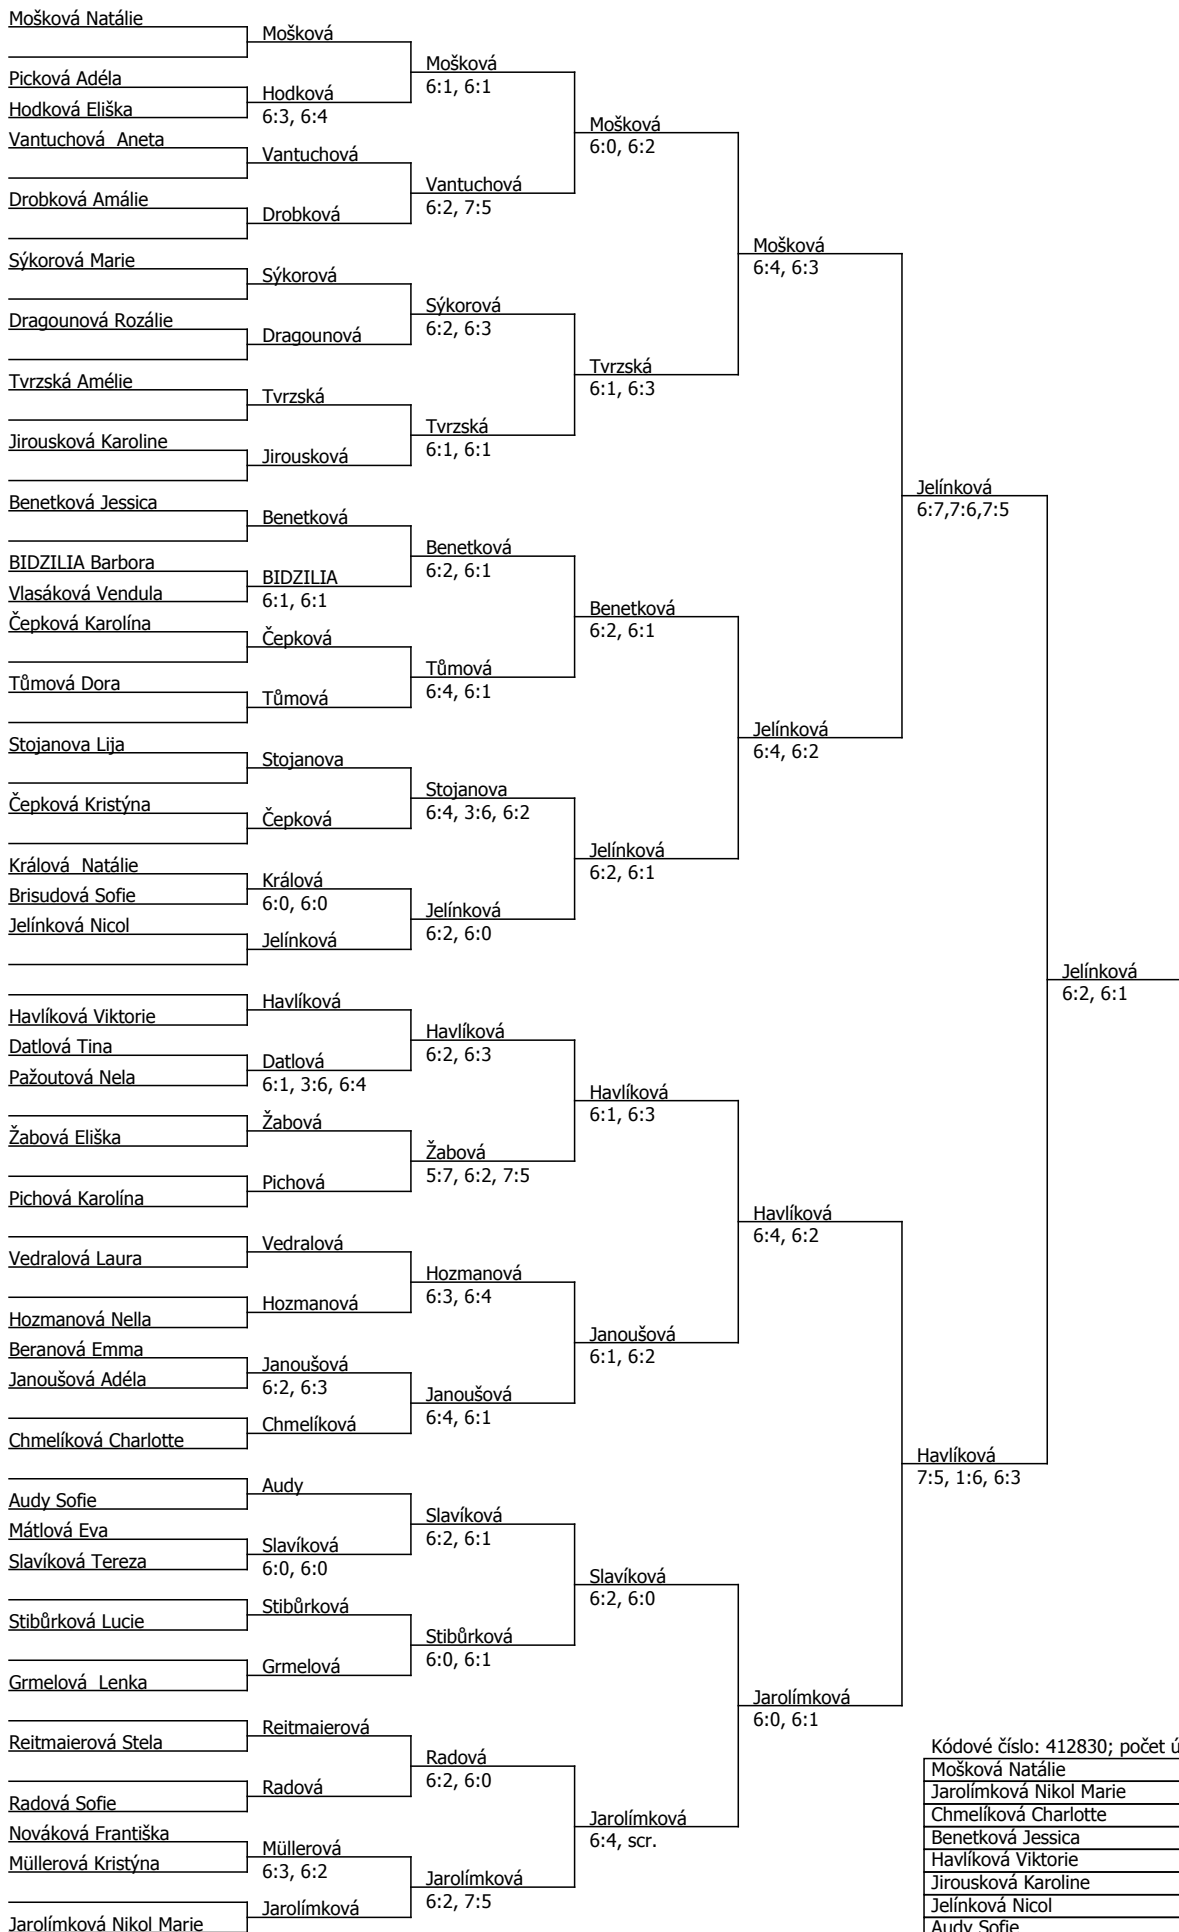 Mošková Natálie
Picková Adéla
Hodková Eliška
Vantuchová  Aneta
Drobková Amálie
Sýkorová Marie
Dragounová Rozálie
Tvrzská Amélie
Jirousková Karoline
Benetková Jessica
BIDZILIA Barbora
Vlasáková Vendula
Čepková Karolína
Tůmová Dora
Stojanova Lija
Čepková Kristýna
Králová  Natálie
Brisudová Sofie
Jelínková Nicol
Havlíková Viktorie
Datlová Tina
Pažoutová Nela
Žabová Eliška
Pichová Karolína
Vedralová Laura
Hozmanová Nella
Beranová Emma
Janoušová Adéla
Chmelíková Charlotte
Audy Sofie
Mátlová Eva
Slavíková Tereza
Stibůrková Lucie
Grmelová  Lenka
Reitmaierová Stela
Radová Sofie
Nováková Františka
Müllerová Kristýna
Jarolímková Nikol Marie
Mošková
Hodková
6:3, 6:4
Vantuchová
Drobková
Sýkorová
Dragounová
Tvrzská
Jirousková
Benetková
BIDZILIA
6:1, 6:1
Čepková
Tůmová
Stojanova
Čepková
Králová
6:0, 6:0
Jelínková
Havlíková
Datlová
6:1, 3:6, 6:4
Žabová
Pichová
Vedralová
Hozmanová
Janoušová
6:2, 6:3
Chmelíková
Audy
Slavíková
6:0, 6:0
Stibůrková
Grmelová
Reitmaierová
Radová
Müllerová
6:3, 6:2
Jarolímková
Mošková
6:1, 6:1
Vantuchová
6:2, 7:5
Sýkorová
6:2, 6:3
Tvrzská
6:1, 6:1
Benetková
6:2, 6:1
Tůmová
6:4, 6:1
Stojanova
6:4, 3:6, 6:2
Jelínková
6:2, 6:0
Havlíková
6:2, 6:3
Žabová
5:7, 6:2, 7:5
Hozmanová
6:3, 6:4
Janoušová
6:4, 6:1
Slavíková
6:2, 6:1
Stibůrková
6:0, 6:1
Radová
6:2, 6:0
Jarolímková
6:2, 7:5
Mošková
6:0, 6:2
Tvrzská
6:1, 6:3
Benetková
6:2, 6:1
Jelínková
6:2, 6:1
Havlíková
6:1, 6:3
Janoušová
6:1, 6:2
Slavíková
6:2, 6:0
Jarolímková
6:4, scr.
Mošková
6:4, 6:3
Jelínková
6:4, 6:2
Havlíková
6:4, 6:2
Jarolímková
6:0, 6:1
Jelínková
6:7,7:6,7:5
Havlíková
7:5, 1:6, 6:3
Jelínková
6:2, 6:1
Kódové číslo: 412830; počet ú
Mošková Natálie
Jarolímková Nikol Marie
Chmelíková Charlotte
Benetková Jessica
Havlíková Viktorie
Jirousková Karoline
Jelínková Nicol
Audy Sofie